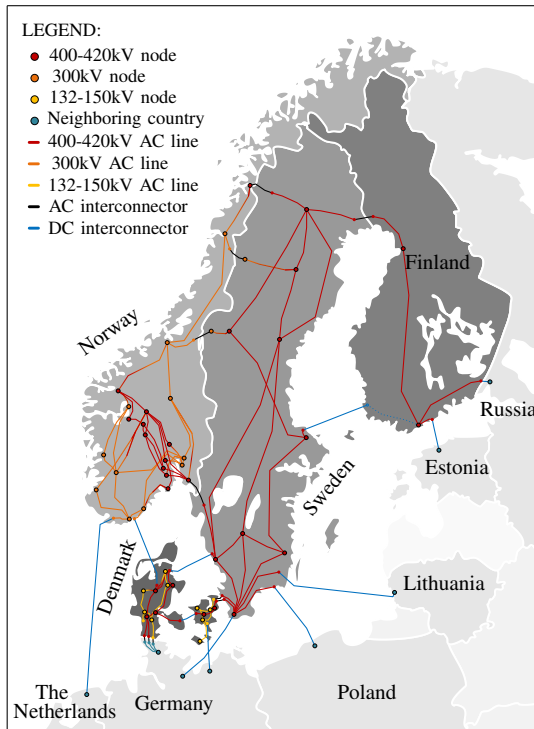 LEGEND:
400-420kV node
300kV node
132-150kV node
Neighboring country
400-420kV AC line
300kV AC line
132-150kV AC line
AC interconnector
DC interconnector
Finland
Norway
Russia
Estonia
Sweden
Denmark
Lithuania
The
Netherlands
Germany
Poland